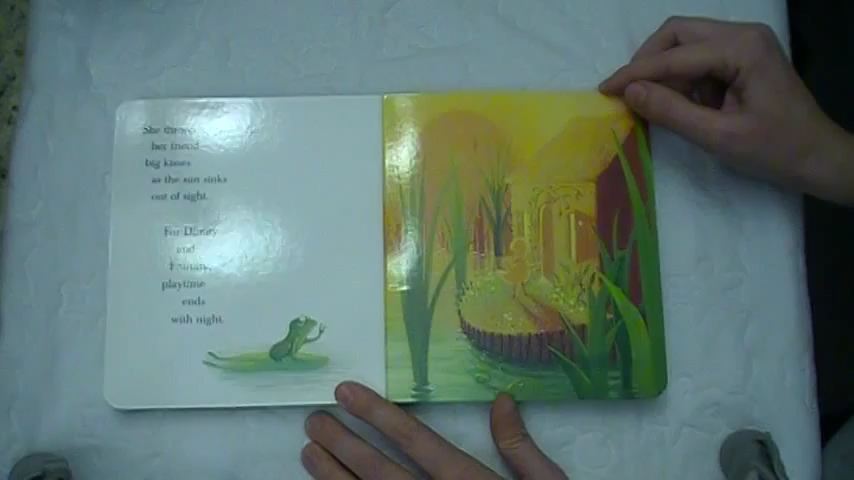 She throws
her friend
big kisses
as the sun sinks
out of sight.
For Danny
and
playtime
ends
with night.